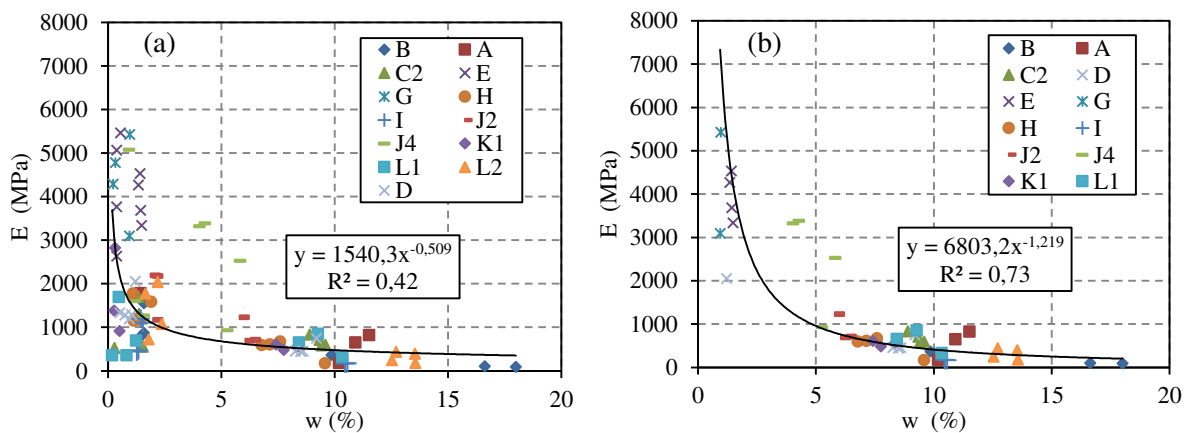 (a)
E (MPa)
8000
7000
6000
5000
4000
3000
2000
1000
0
B A
C2 E
G H
I J2
J4 K1
L1 L2
D
y = 1540,3x^-0,509
R² = 0,42
0 5 10 15 20
w (%)
(b)
E (MPa)
8000
7000
6000
5000
4000
3000
2000
1000
0
B A
C2 D
E G
H I
J2 J4
K1 L1
y = 6803,2x^-1,219
R² = 0,73
0 5 10 15 20
w (%)